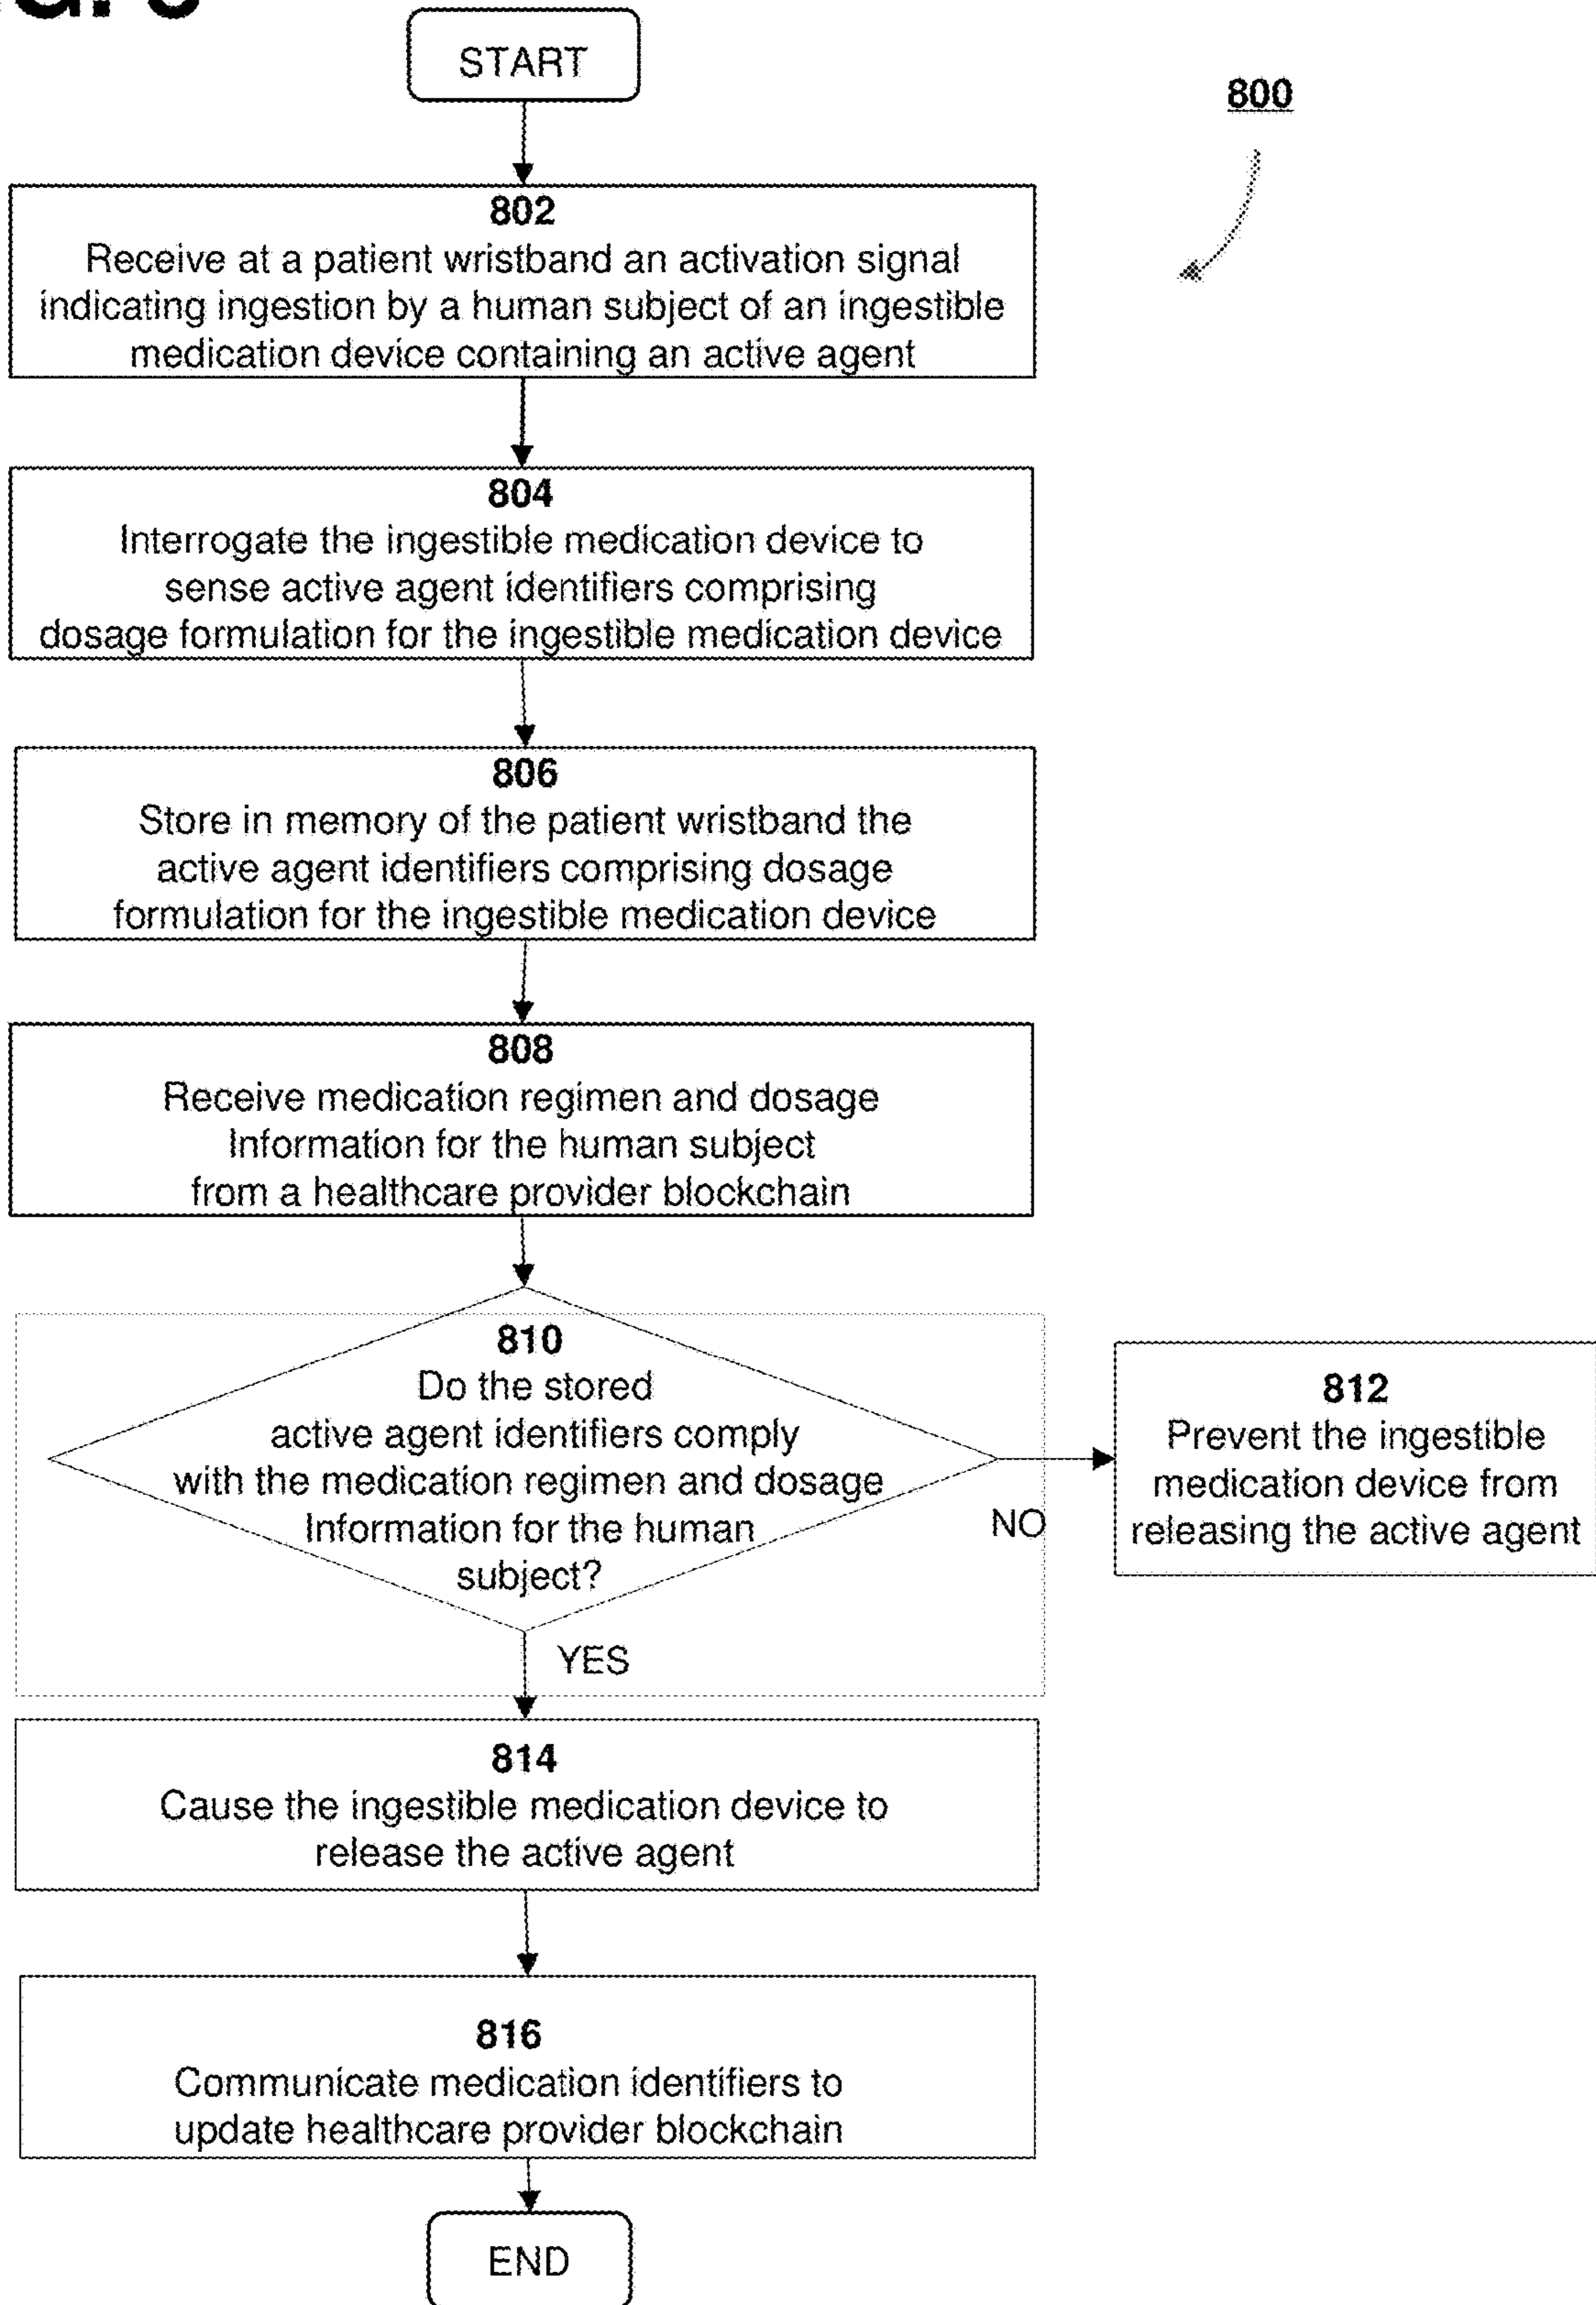 START
800
802
Receive at a patient wristband an activation signal
indicating ingestion by a human subject of an ingestible
medication device containing an active agent
804
Interrogate the ingestible medication device to
sense active agent identifiers comprising
dosage formulation for the ingestible medication device
806
Store in memory of the patient wristband the
active agent identifiers comprising dosage
formulation for the ingestible medication device
808
Receive medication regimen and dosage
Information for the human subject
from a healthcare provider blockchain
810
Do the stored
active agent identifiers comply
with the medication regimen and dosage
Information for the human
subject?
NO
812
Prevent the ingestible
medication device from
releasing the active agent
YES
814
Cause the ingestible medication device to
release the active agent
816
Communicate medication identifiers to
update healthcare provider blockchain
END